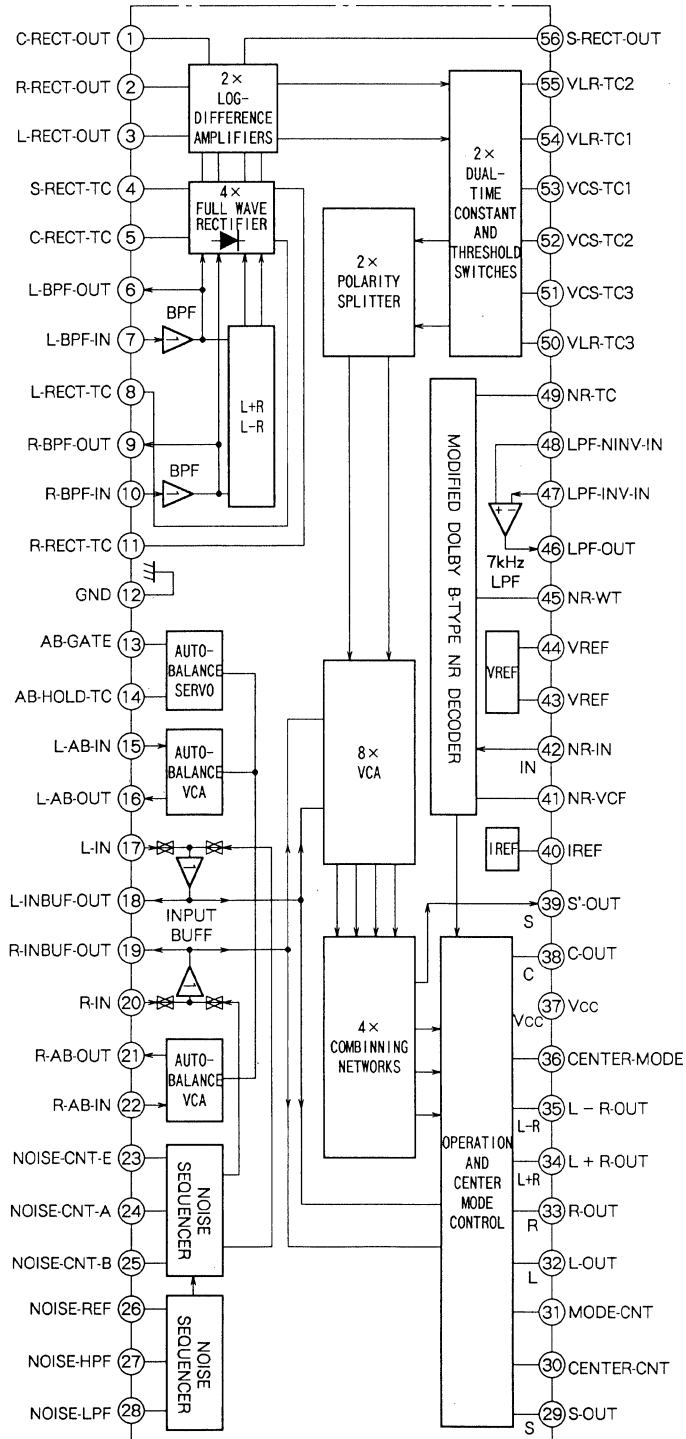 C-RECT-OUT 1
R-RECT-OUT 2
L-RECT-OUT 3
S-RECT-TC 4
C-RECT-TC 5
L-BPF-OUT 6
L-BPF-IN 7
L-RECT-TC 8
R-BPF-OUT 9
R-BPF-IN 10
R-RECT-TC 11
GND 12
AB-GATE 13
AB-HOLD-TC 14
L-AB-IN 15
L-AB-OUT 16
L-IN 17
L-INBUF-OUT 18
R-INBUF-OUT 19
R-IN 20
R-AB-OUT 21
R-AB-IN 22
NOISE-CNT-E 23
NOISE-CNT-A 24
NOISE-CNT-B 25
NOISE-REF 26
NOISE-HPF 27
NOISE-LPF 28
2×
LOG-
DIFFERENCE
AMPLIFIERS
4×
FULL WAVE
RECTIFIER
BPF
1
L+R
L-R
BPF
1
AUTO-
BALANCE
SERVO
AUTO-
BALANCE
VCA
1
INPUT
BUFF
1
AUTO-
BALANCE
VCA
NOISE
SEQUENCER
NOISE
SEQUENCER
2×
POLARITY
SPLITTER
2×
DUAL-
TIME
CONSTANT
AND
THRESHOLD
SWITCHES
MODIFIED DOLBY B-TYPE NR DECODER
+ −
7kHz
LPF
VREF
IN
IREF
8×
VCA
4×
COMBINNING
NETWORKS
OPERATION
AND
CENTER
MODE
CONTROL
S
C
VCC
L-R
L+R
R
L
S
56 S-RECT-OUT
55 VLR-TC2
54 VLR-TC1
53 VCS-TC1
52 VCS-TC2
51 VCS-TC3
50 VLR-TC3
49 NR-TC
48 LPF-NINV-IN
47 LPF-INV-IN
46 LPF-OUT
45 NR-WT
44 VREF
43 VREF
42 NR-IN
41 NR-VCF
40 IREF
39 S'-OUT
38 C-OUT
37 Vcc
36 CENTER-MODE
35 L − R-OUT
34 L + R-OUT
33 R-OUT
32 L-OUT
31 MODE-CNT
30 CENTER-CNT
29 S-OUT